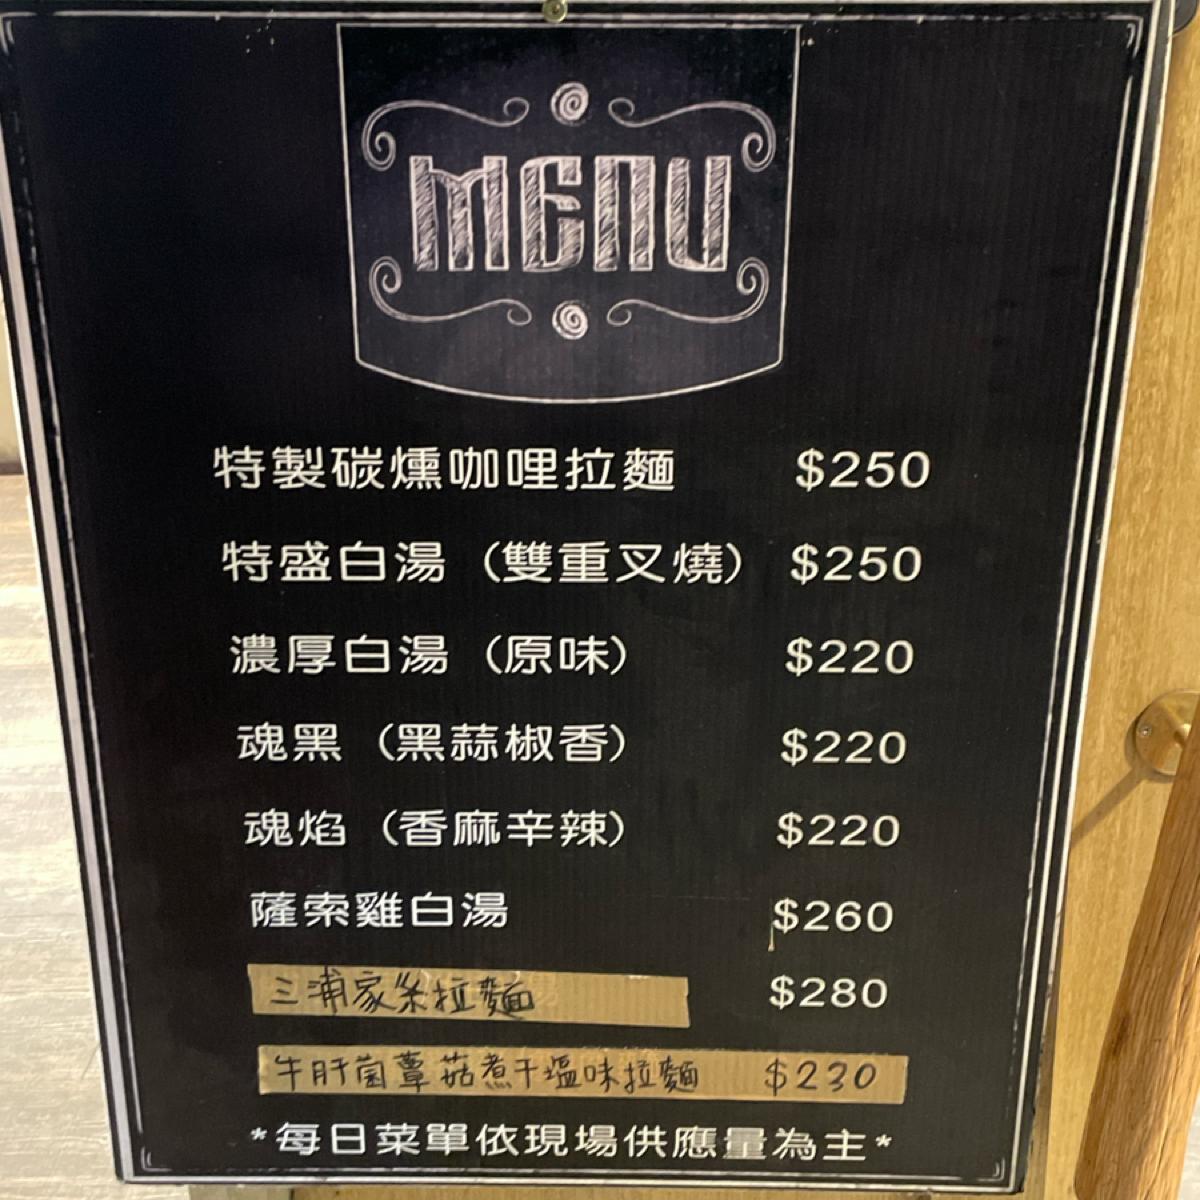 MENU
特製碳燻咖哩拉麵 $250
特盛白湯（雙重叉燒） $250
濃厚白湯（原味） $220
魂黑（黑蒜椒香） $220
魂焰（香麻辛辣） $220
薩索雞白湯 $260
三浦家系拉麵 $280
牛肝菌蕈菇煮干塩味拉麵 $230
*每日菜單依現場供應量為主*